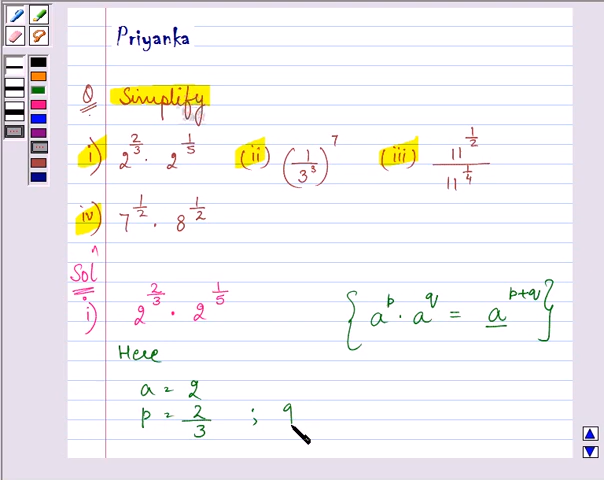 Priyanka
Q Simplify
i) 2^{2/3} · 2^{1/5} (ii) (1/3^3)^7 (iii) 11^{1/2} / 11^{1/4}
iv) 7^{1/2} · 8^{1/2}
Sol^n
i) 2^{2/3} · 2^{1/5} {a^p · a^q = a^{p+q}}
Here
a = 2
p = 2/3 ; q